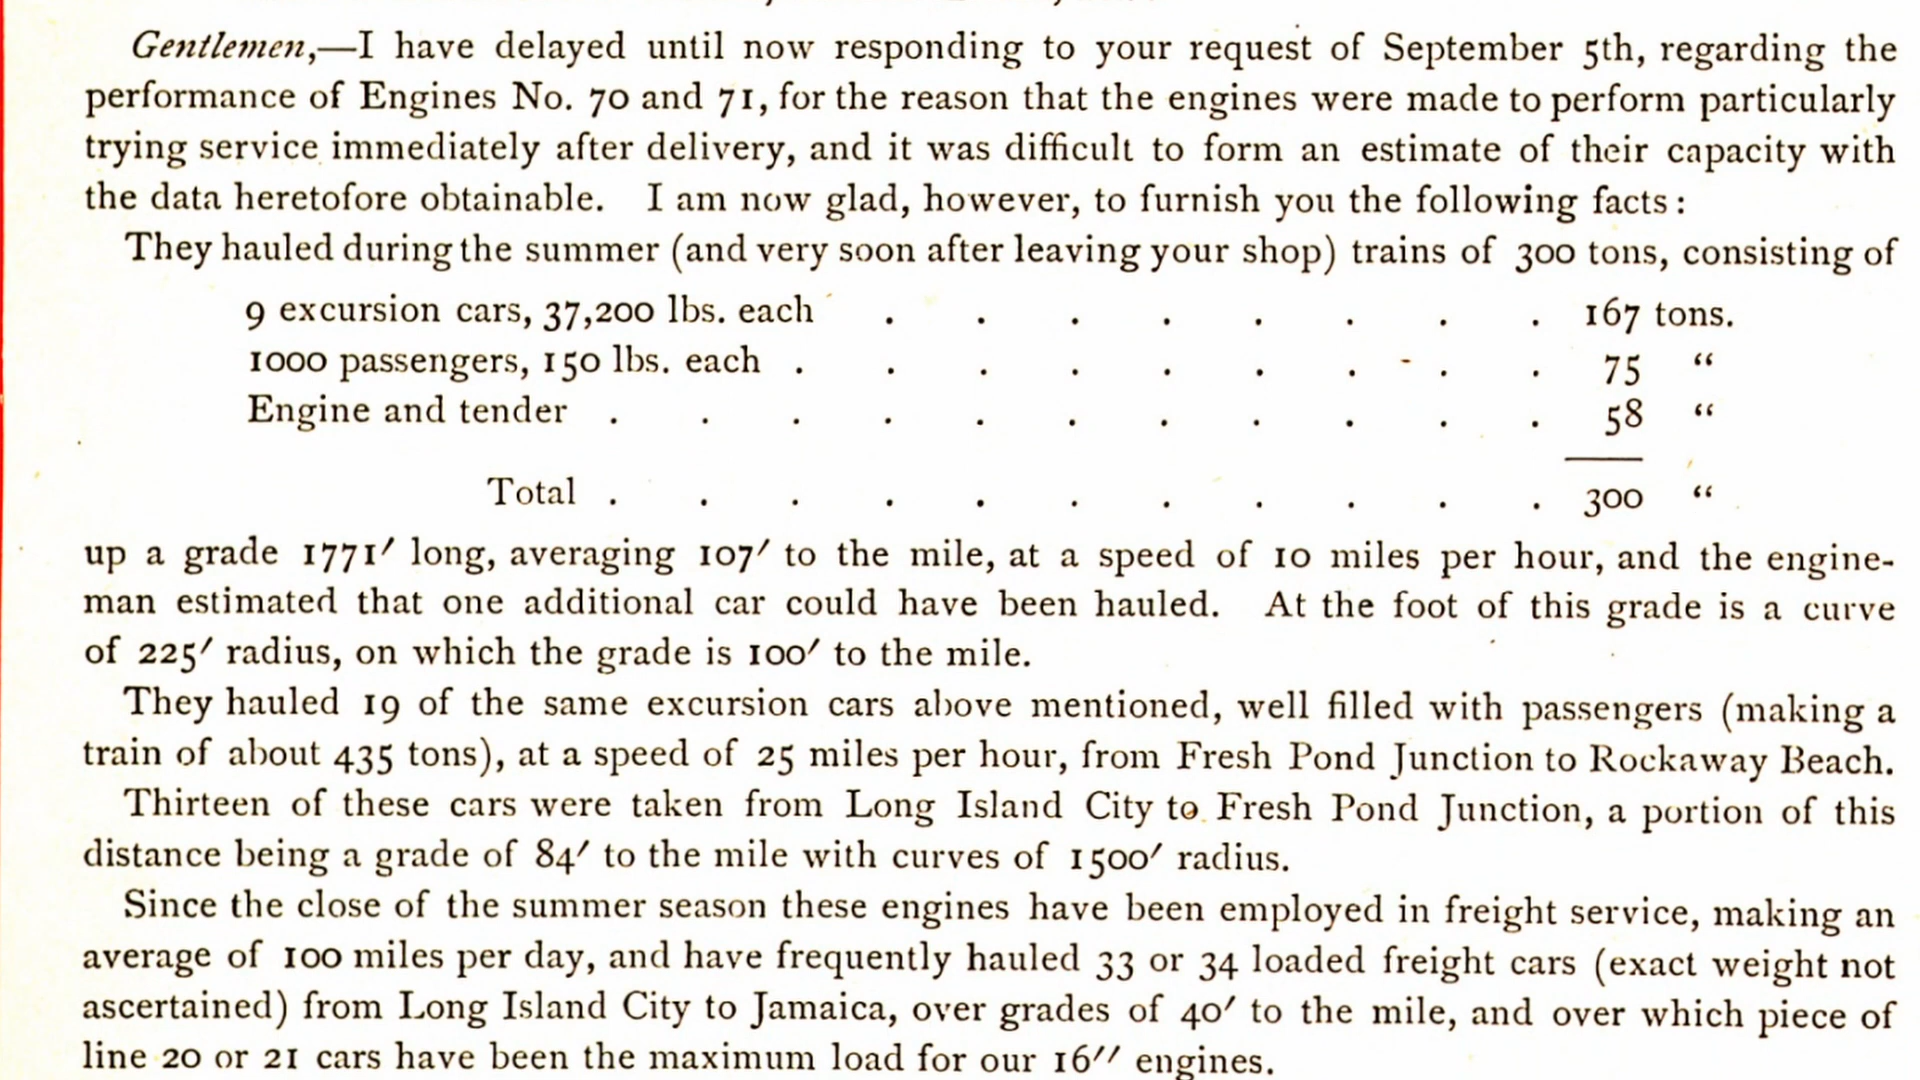 Gentlemen,—I have delayed until now responding to your request of September 5th, regarding the
performance of Engines No. 70 and 71, for the reason that the engines were made to perform particularly
trying service immediately after delivery, and it was difficult to form an estimate of their capacity with
the data heretofore obtainable. I am now glad, however, to furnish you the following facts:
They hauled during the summer (and very soon after leaving your shop) trains of 300 tons, consisting of
9 excursion cars, 37,200 lbs. each . . . . . . . . 167 tons.
1000 passengers, 150 lbs. each . . . . . . . . . 75 “
Engine and tender . . . . . . . . . . . 58 “
Total . . . . . . . . . . . 300 “
up a grade 1771′ long, averaging 107′ to the mile, at a speed of 10 miles per hour, and the engine-
man estimated that one additional car could have been hauled. At the foot of this grade is a curve
of 225′ radius, on which the grade is 100′ to the mile.
They hauled 19 of the same excursion cars above mentioned, well filled with passengers (making a
train of about 435 tons), at a speed of 25 miles per hour, from Fresh Pond Junction to Rockaway Beach.
Thirteen of these cars were taken from Long Island City to Fresh Pond Junction, a portion of this
distance being a grade of 84′ to the mile with curves of 1500′ radius.
Since the close of the summer season these engines have been employed in freight service, making an
average of 100 miles per day, and have frequently hauled 33 or 34 loaded freight cars (exact weight not
ascertained) from Long Island City to Jamaica, over grades of 40′ to the mile, and over which piece of
line 20 or 21 cars have been the maximum load for our 16′′ engines.